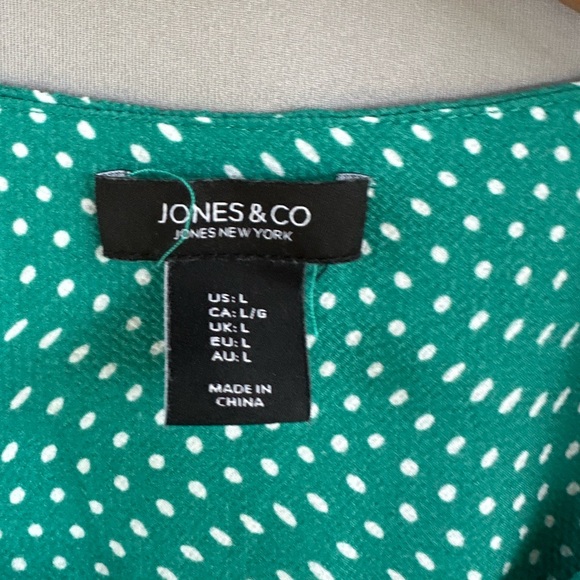 JONES & CO
JONES NEW YORK
US: L
CA: L/G
UK: L
EU: L
AU: L
MADE IN
CHINA